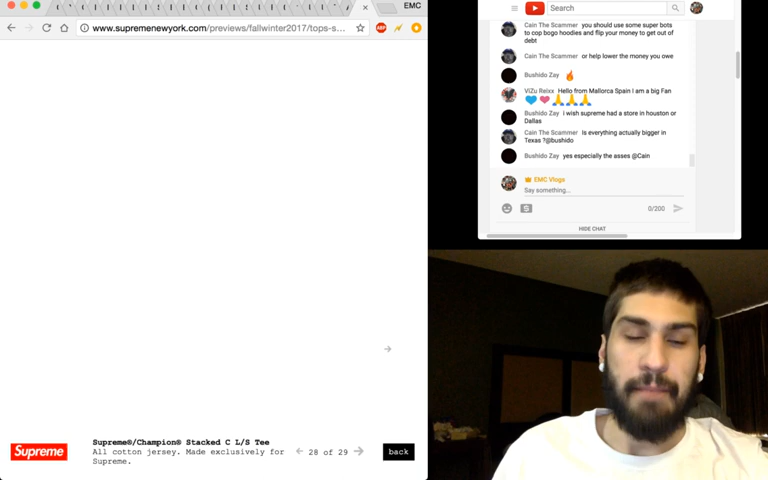 EMC
www.supremenewyork.com/previews/fallwinter2017/tops-s...
ABP
Supreme
Supreme®/Champion® Stacked C L/S Tee
All cotton jersey. Made exclusively for
Supreme.
28 of 29
back
Search
Cain The Scammer you should use some super bots
to cop bogo hoodies and flip your money to get out of
debt
Cain The Scammer or help lower the money you owe
Bushido Zay 🔥
ViZu Reixx Hello from Mallorca Spain I am a big Fan
💙💓🙏🙏🙏
Bushido Zay i wish supreme had a store in houston or
Dallas
Cain The Scammer Is everything actually bigger in
Texas ?@bushido
Bushido Zay yes especially the asses @Cain
EMC Vlogs
Say something...
0/200
HIDE CHAT